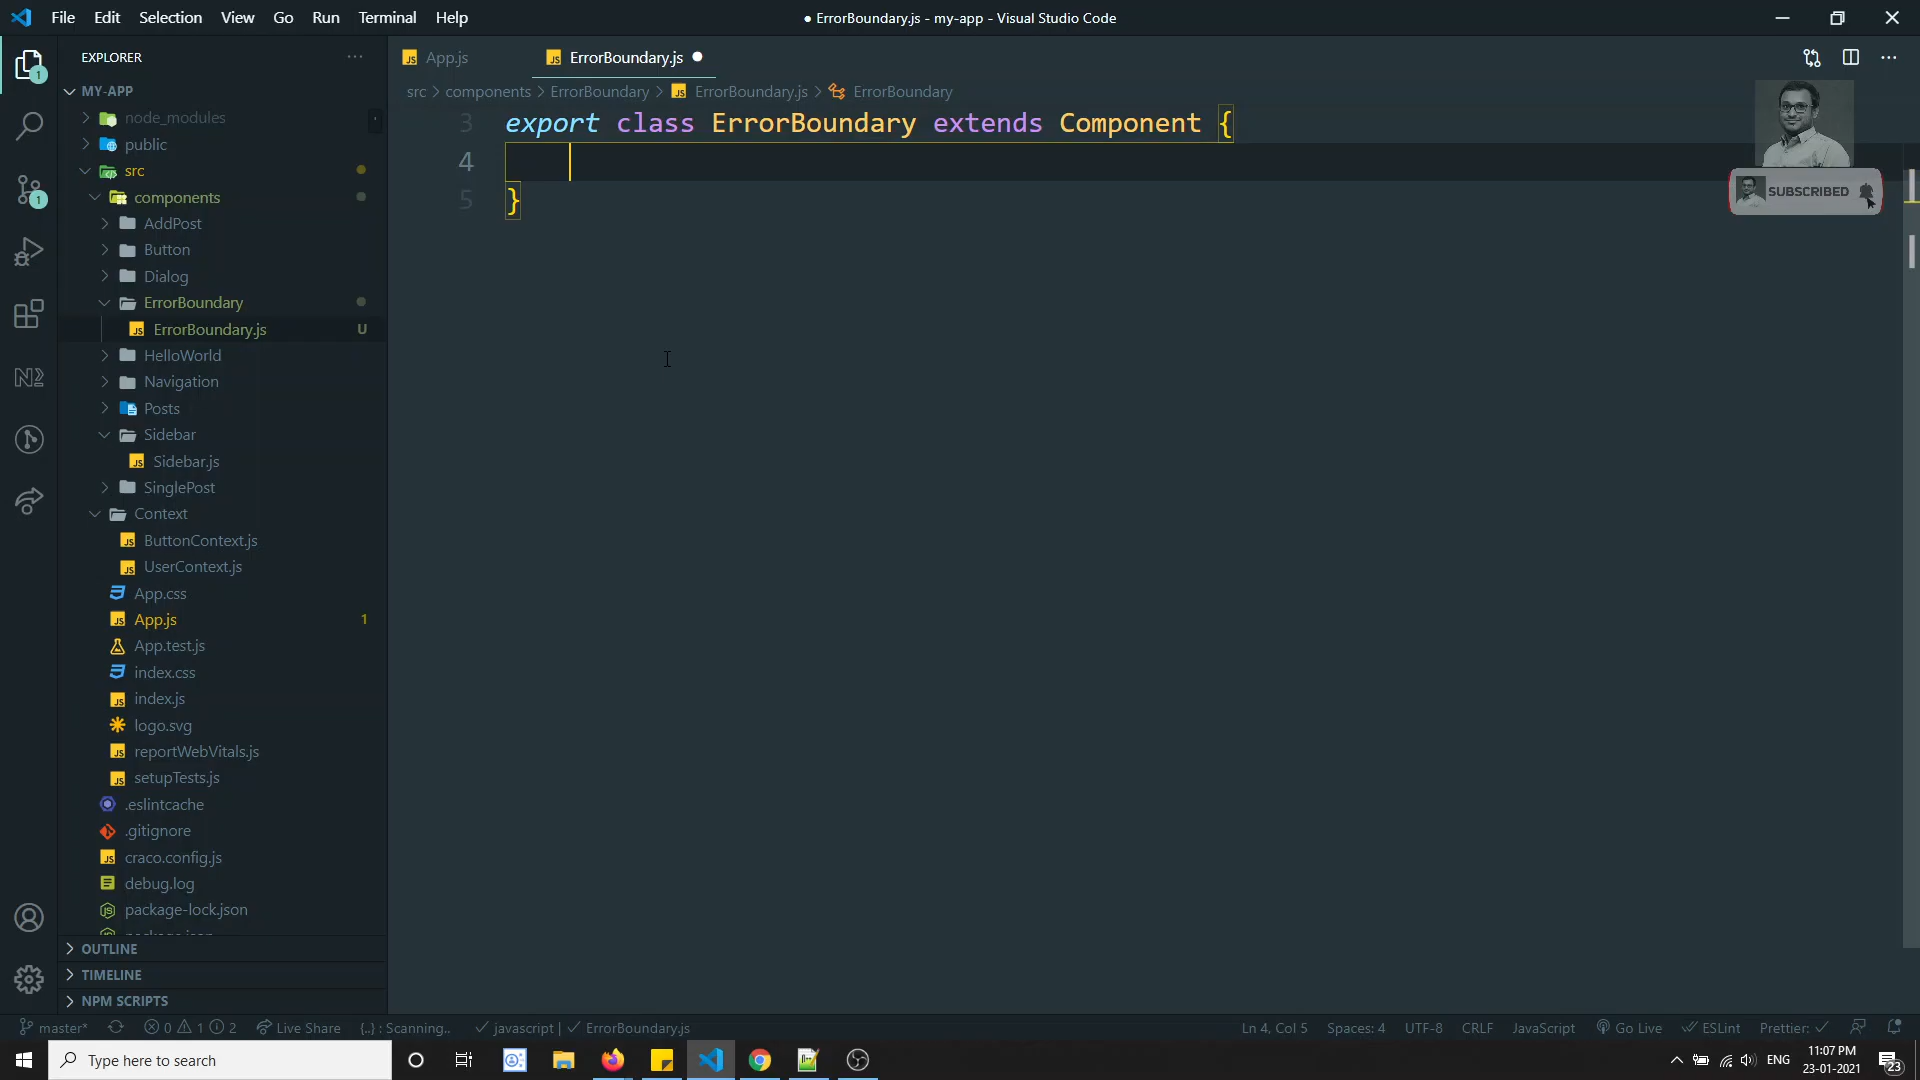 File Edit Selection View Go Run Terminal Help
● ErrorBoundary.js - my-app - Visual Studio Code
EXPLORER
MY-APP
node_modules
public
src
components
AddPost
Button
Dialog
ErrorBoundary
ErrorBoundary.js U
HelloWorld
Navigation
Posts
Sidebar
Sidebar.js
SinglePost
Context
ButtonContext.js
UserContext.js
App.css
App.js 1
App.test.js
index.css
index.js
logo.svg
reportWebVitals.js
setupTests.js
.eslintcache
.gitignore
craco.config.js
debug.log
package-lock.json
package.json
OUTLINE
TIMELINE
NPM SCRIPTS
App.js ErrorBoundary.js
src > components > ErrorBoundary > ErrorBoundary.js > ErrorBoundary
3 export class ErrorBoundary extends Component {
4
5 }
SUBSCRIBED
master* 0 1 2 Live Share {..} : Scanning.. javascript | ErrorBoundary.js Ln 4, Col 5 Spaces: 4 UTF-8 CRLF JavaScript Go Live ESLint Prettier:
Type here to search
ENG
11:07 PM
23-01-2021
23